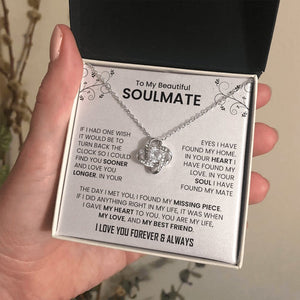 To My Beautiful
SOULMATE
IF I HAD ONE WISH
IT WOULD BE TO
TURN BACK THE
CLOCK SO I COULD
FIND YOU SOONER
AND LOVE YOU
LONGER. IN YOUR
EYES I HAVE
FOUND MY HOME.
IN YOUR HEART I
HAVE FOUND MY
LOVE, IN YOUR
SOUL I HAVE
FOUND MY MATE
THE DAY I MET YOU, I FOUND MY MISSING PIECE.
IF I DID ANYTHING RIGHT IN MY LIFE, IT WAS WHEN
I GAVE MY HEART TO YOU. YOU ARE MY LIFE,
MY LOVE, AND MY BEST FRIEND.
I LOVE YOU FOREVER & ALWAYS